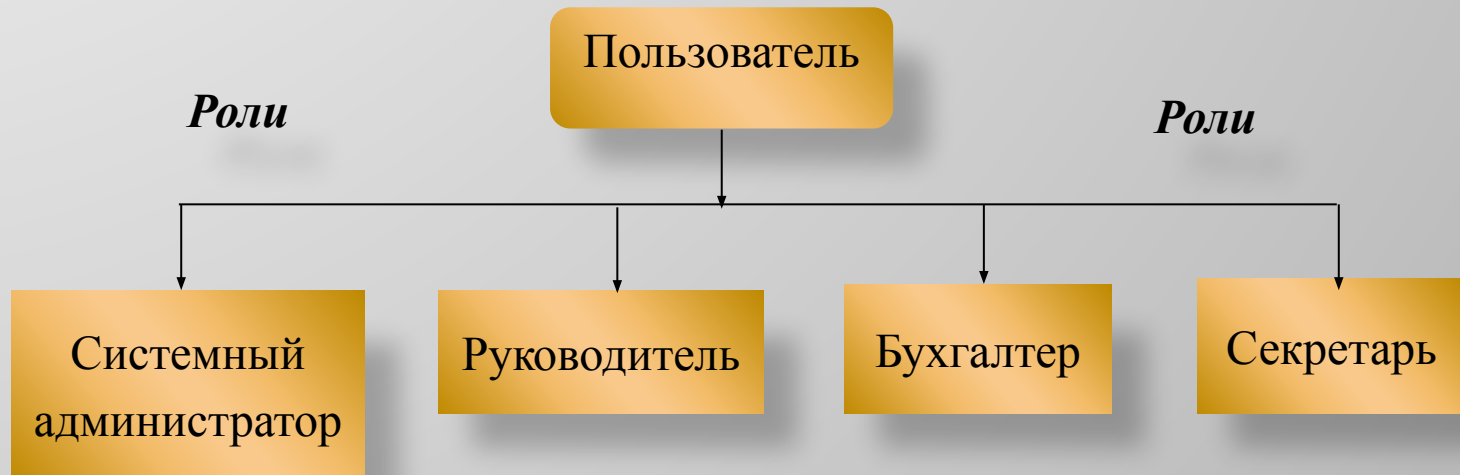 Пользователь
Роли
Роли
Системный
администратор
Руководитель
Бухгалтер
Секретарь